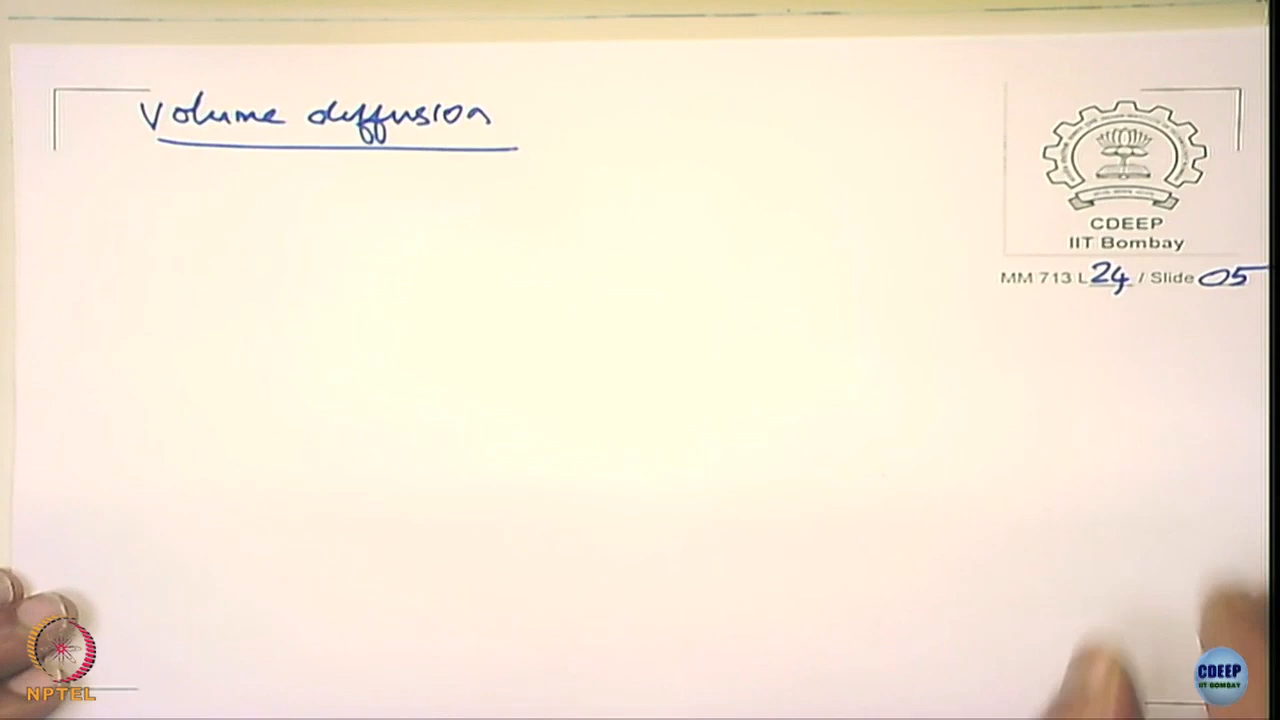 Volume diffusion
CDEEP
IIT Bombay
MM 713 L 24 / Slide 05
NPTEL
CDEEP
IIT BOMBAY